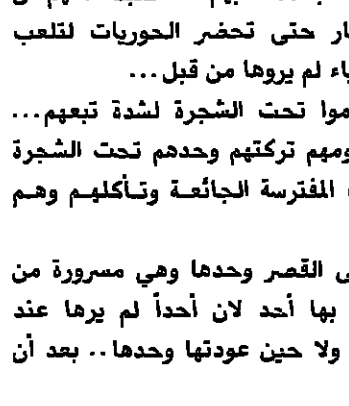 ار حتى تحضر الحوريات لتلعب
ياء لم يروها من قبل...
موا تحت الشجرة لشدة تبعهم...
ومهم تركتهم وحدهم تحت الشجرة
المفترسة الجائعة وتأكلهم وهم
ى القصر وحدها وهي مسرورة من
بها أحد لان أحداً لم يرها عند
ولا حين عودتها وحدها.. بعد أن